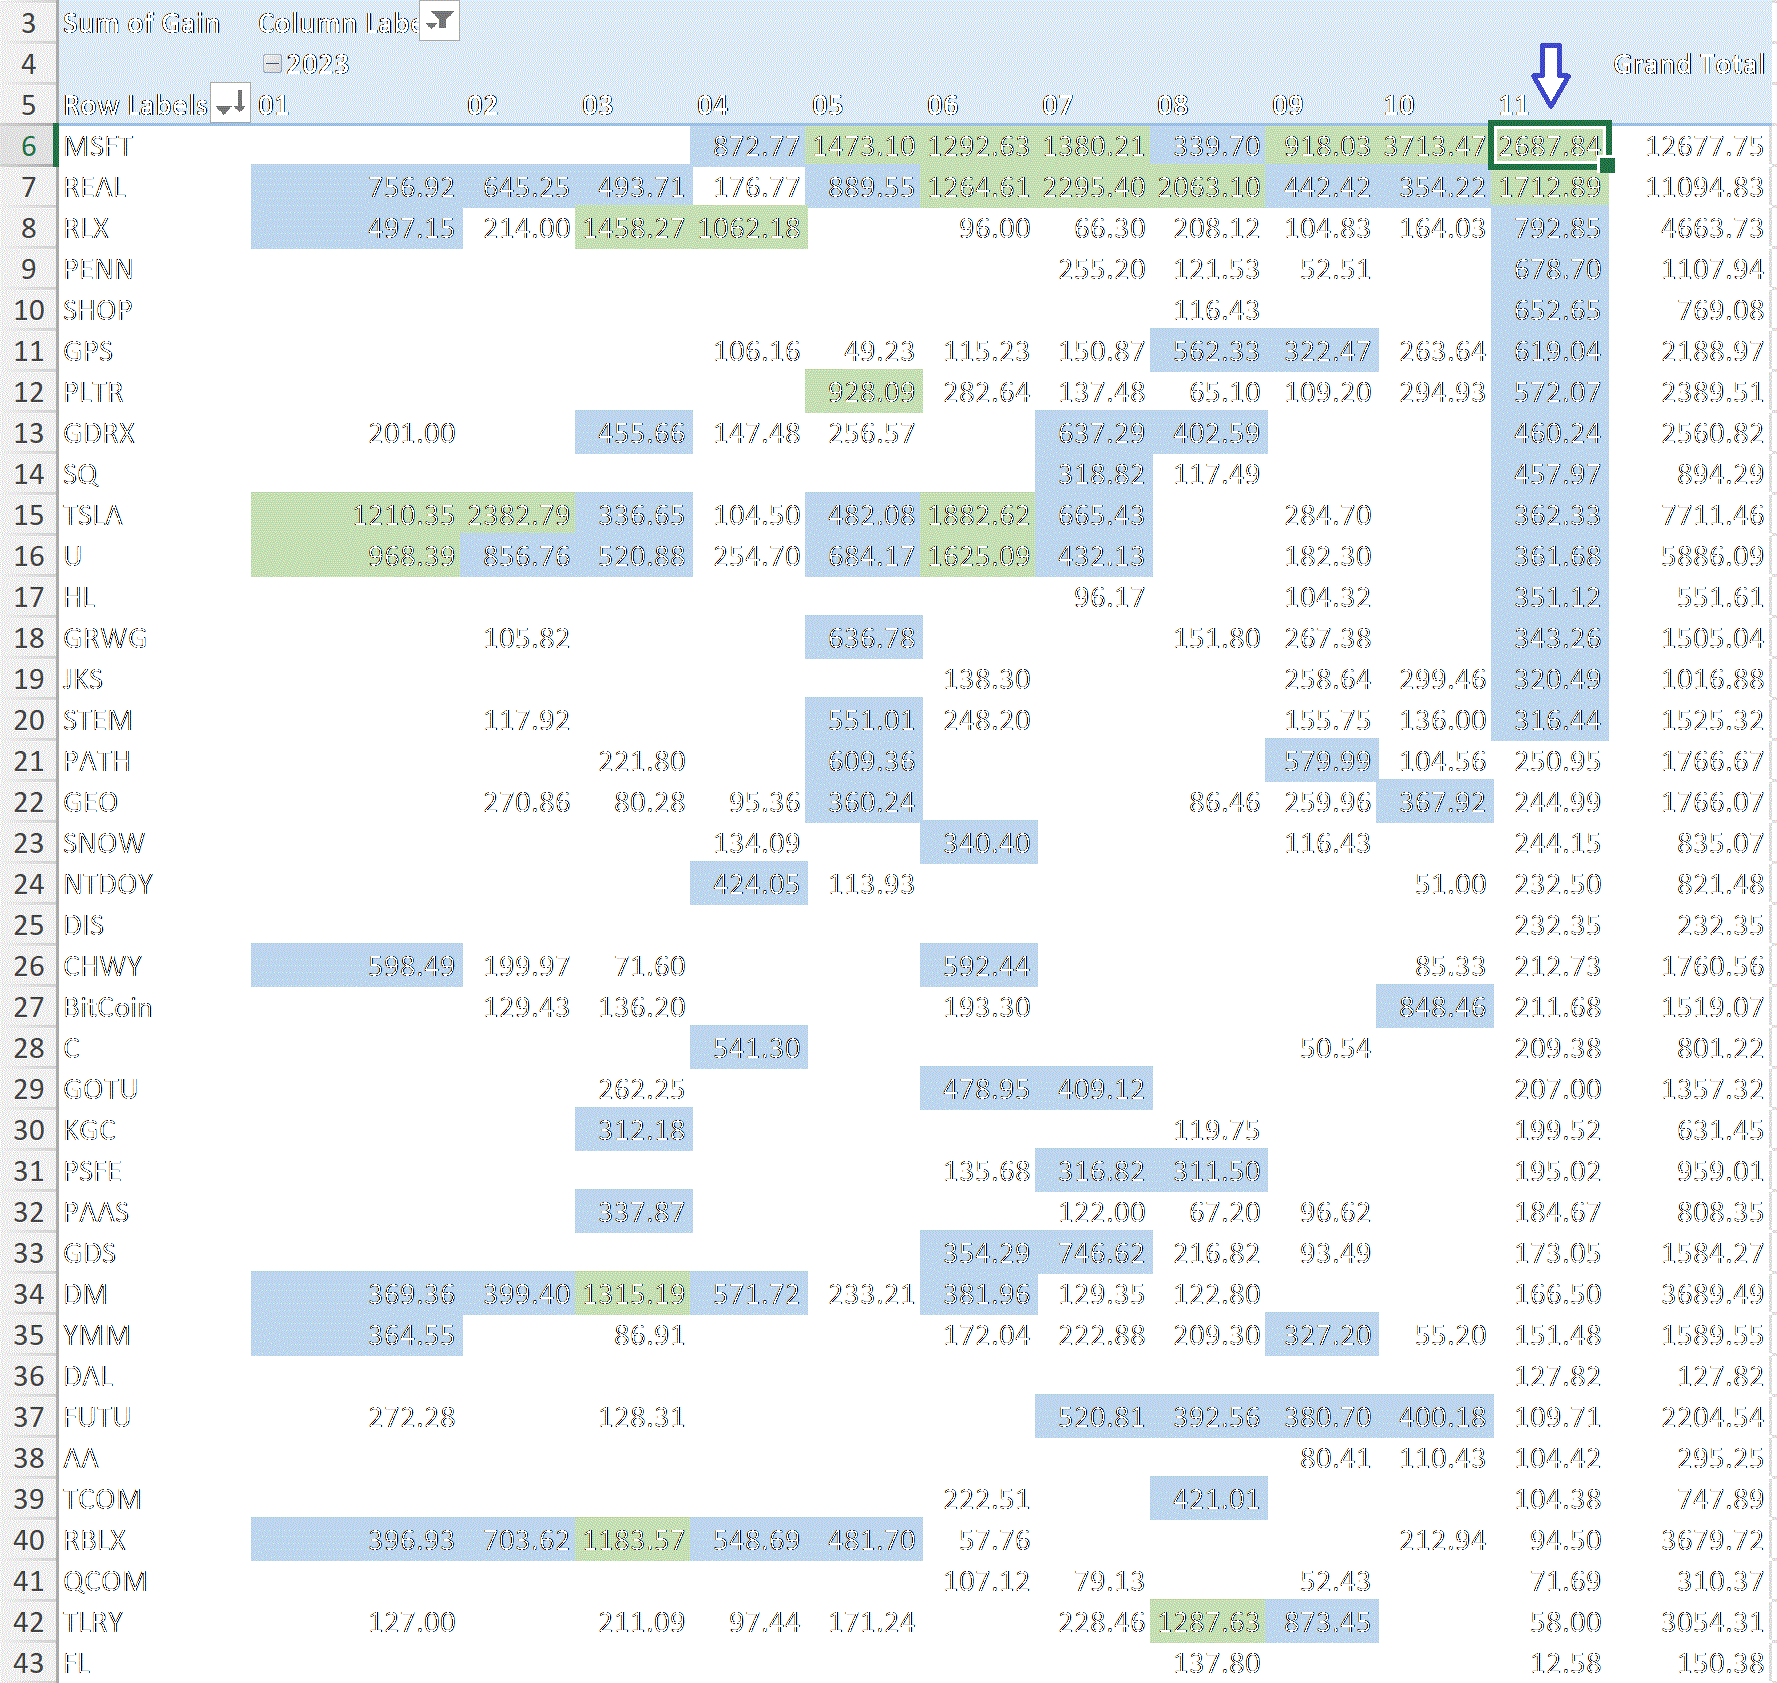 3 Sum of Gain Column Labe
4 2023 Grand Total
5 Row Labels 01 02 03 04 05 06 07 08 09 10 11
6 MSFT 872.77 1473.10 1292.63 1380.21 339.70 918.03 3713.47 2687.84 12677.75
7 REAL 756.92 645.25 493.71 176.77 889.55 1264.61 2295.40 2063.10 442.42 354.22 1712.89 11094.83
8 RLX 497.15 214.00 1458.27 1062.18 96.00 66.30 208.12 104.83 164.03 792.85 4663.73
9 PENN 255.20 121.53 52.51 678.70 1107.94
10 SHOP 116.43 652.65 769.08
11 GPS 106.16 49.23 115.23 150.87 562.33 322.47 263.64 619.04 2188.97
12 PLTR 928.09 282.64 137.48 65.10 109.20 294.93 572.07 2389.51
13 GDRX 201.00 455.66 147.48 256.57 637.29 402.59 460.24 2560.82
14 SQ 318.82 117.49 457.97 894.29
15 TSLA 1210.35 2382.79 336.65 104.50 482.08 1882.62 665.43 284.70 362.33 7711.46
16 U 968.39 856.76 520.88 254.70 684.17 1625.09 432.13 182.30 361.68 5886.09
17 HL 96.17 104.32 351.12 551.61
18 GRWG 105.82 636.78 151.80 267.38 343.26 1505.04
19 JKS 138.30 258.64 299.46 320.49 1016.88
20 STEM 117.92 551.01 248.20 155.75 136.00 316.44 1525.32
21 PATH 221.80 609.36 579.99 104.56 250.95 1766.67
22 GEO 270.86 80.28 95.36 360.24 86.46 259.96 367.92 244.99 1766.07
23 SNOW 134.09 340.40 116.43 244.15 835.07
24 NTDOY 424.05 113.93 51.00 232.50 821.48
25 DIS 232.35 232.35
26 CHWY 598.49 199.97 71.60 592.44 85.33 212.73 1760.56
27 BitCoin 129.43 136.20 193.30 848.46 211.68 1519.07
28 C 541.30 50.54 209.38 801.22
29 GOTU 262.25 478.95 409.12 207.00 1357.32
30 KGC 312.18 119.75 199.52 631.45
31 PSFE 135.68 316.82 311.50 195.02 959.01
32 PAAS 337.87 122.00 67.20 96.62 184.67 808.35
33 GDS 354.29 746.62 216.82 93.49 173.05 1584.27
34 DM 369.36 399.40 1315.19 571.72 233.21 381.96 129.35 122.80 166.50 3689.49
35 YMM 364.55 86.91 172.04 222.88 209.30 327.20 55.20 151.48 1589.55
36 DAL 127.82 127.82
37 FUTU 272.28 128.31 520.81 392.56 380.70 400.18 109.71 2204.54
38 AA 80.41 110.43 104.42 295.25
39 TCOM 222.51 421.01 104.38 747.89
40 RBLX 396.93 703.62 1183.57 548.69 481.70 57.76 212.94 94.50 3679.72
41 QCOM 107.12 79.13 52.43 71.69 310.37
42 TLRY 127.00 211.09 97.44 171.24 228.46 1287.63 873.45 58.00 3054.31
43 FL 137.80 12.58 150.38